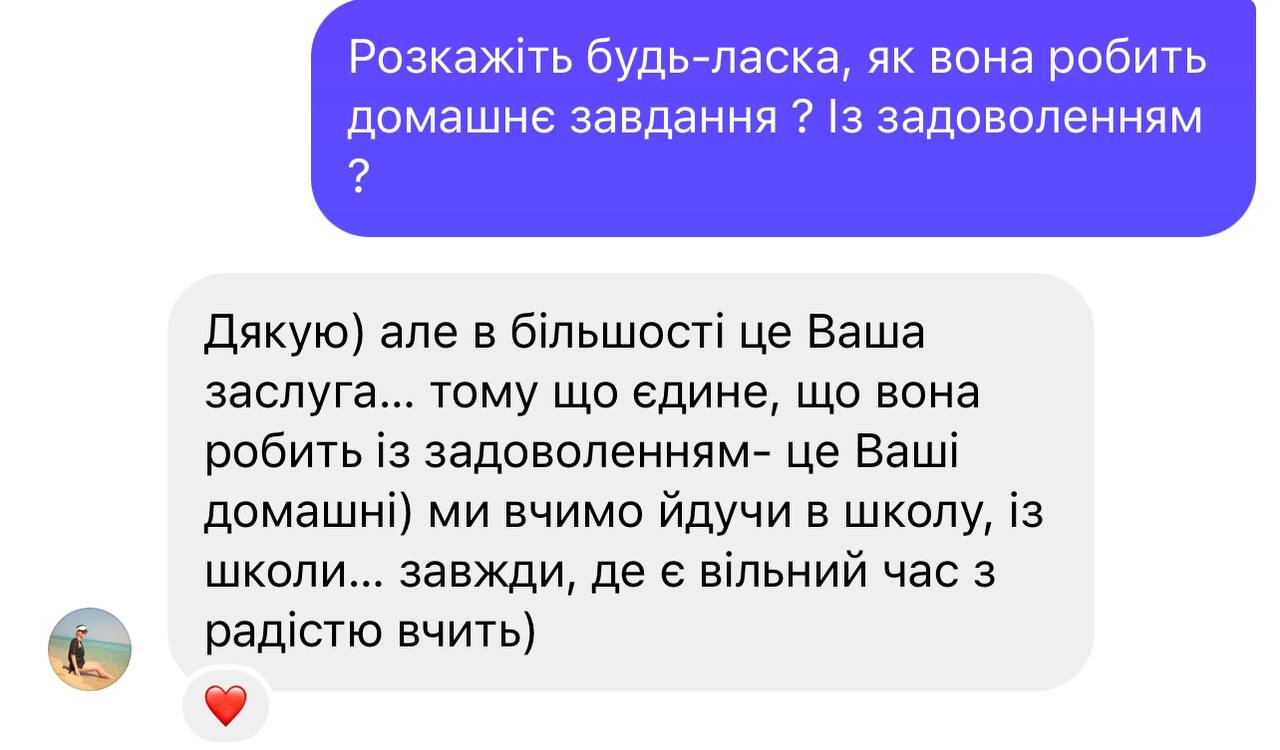 Розкажіть будь-ласка, як вона робить
домашнє завдання ? Із задоволенням
?
Дякую) але в більшості це Ваша
заслуга... тому що єдине, що вона
робить із задоволенням- це Ваші
домашні) ми вчимо йдучи в школу, із
школи... завжди, де є вільний час з
радістю вчить)